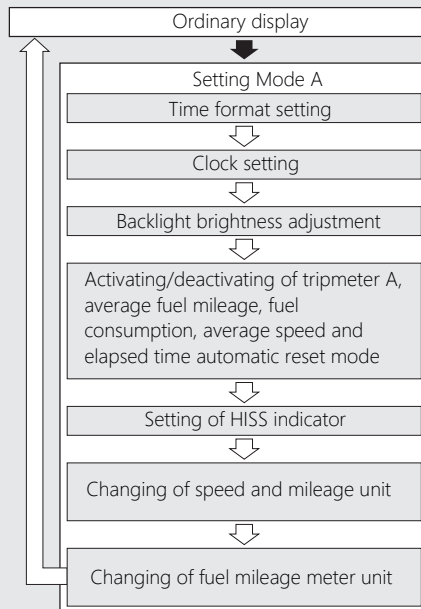 Ordinary display
Setting Mode A
Time format setting
Clock setting
Backlight brightness adjustment
Activating/deactivating of tripmeter A,
average fuel mileage, fuel
consumption, average speed and
elapsed time automatic reset mode
Setting of HISS indicator
Changing of speed and mileage unit
Changing of fuel mileage meter unit